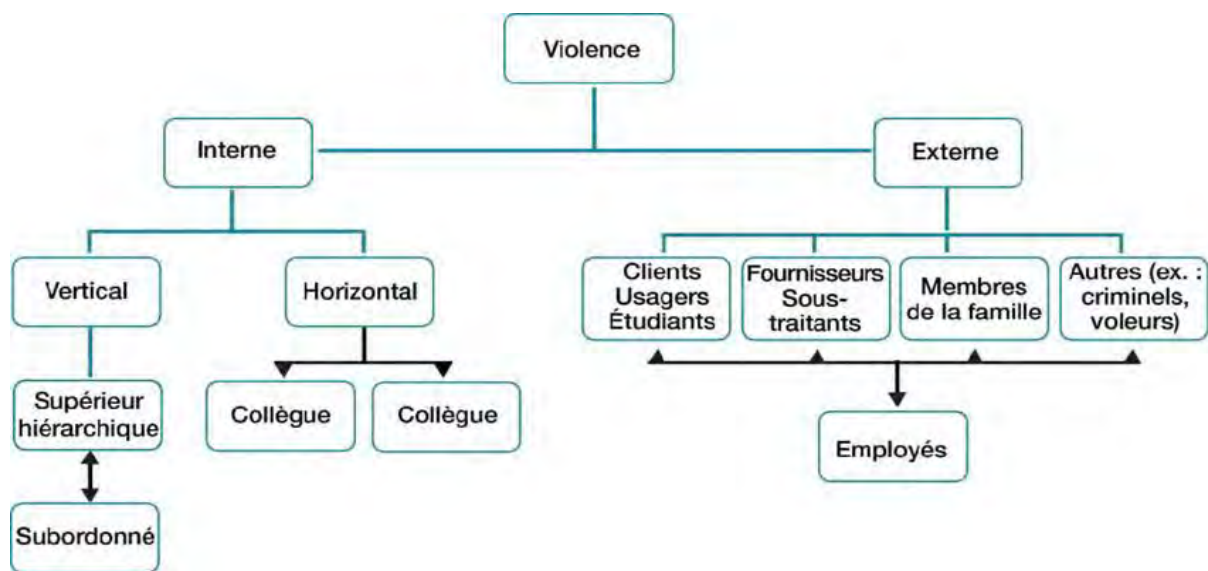 Violence
Interne
Externe
Vertical
Horizontal
Clients
Usagers
Étudiants
Fournisseurs
Sous-
traitants
Membres
de la famille
Autres (ex. :
criminels,
voleurs)
Supérieur
hiérarchique
Collègue
Collègue
Employés
Subordonné